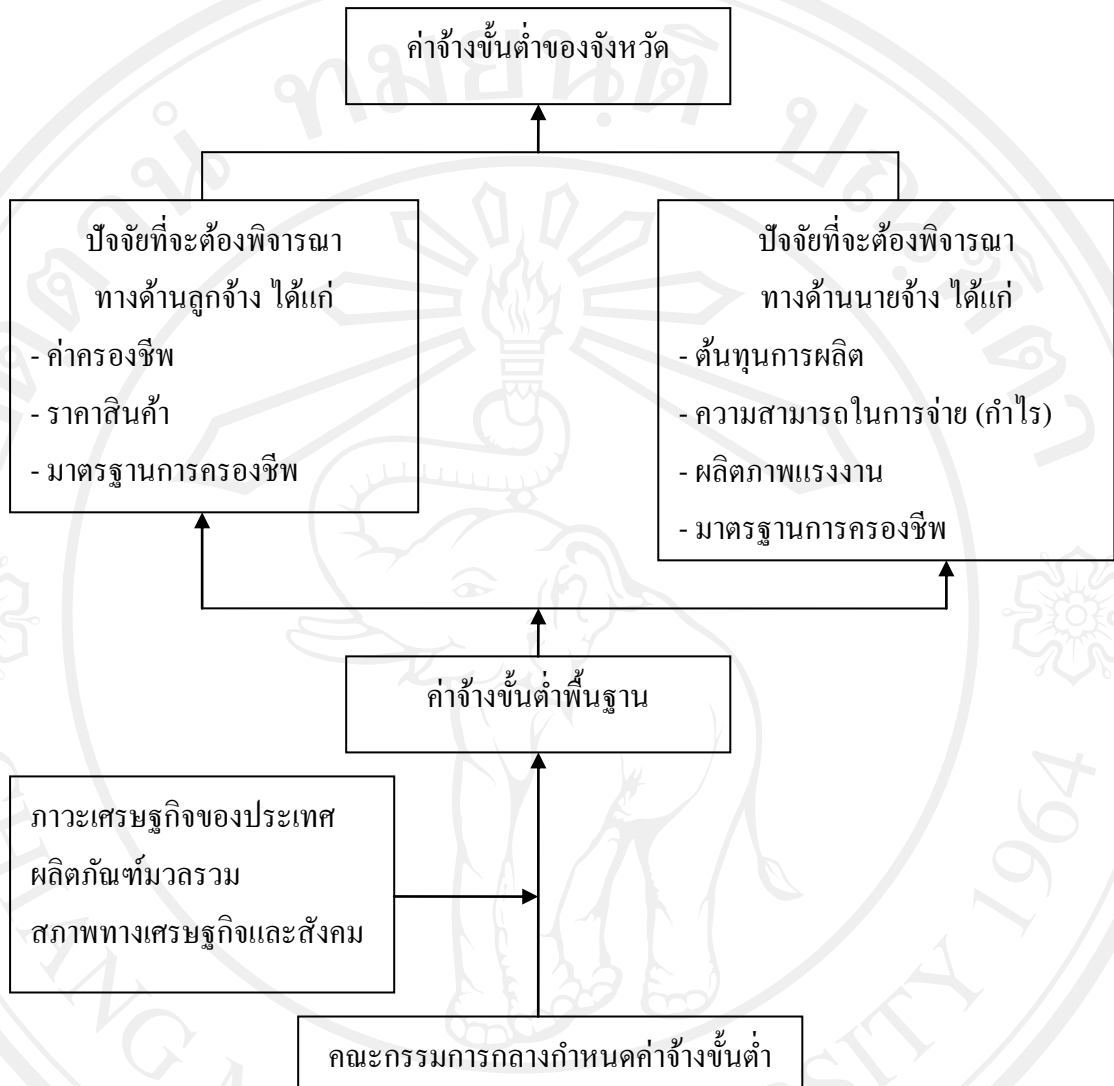 ค่าจ้างขั้นต่ำของจังหวัด
ปัจจัยที่จะต้องพิจารณา
ทางด้านลูกจ้าง ได้แก่
- ค่าครองชีพ
- ราคาสินค้า
- มาตรฐานการครองชีพ
ปัจจัยที่จะต้องพิจารณา
ทางด้านนายจ้าง ได้แก่
- ต้นทุนการผลิต
- ความสามารถในการจ่าย (กำไร)
- ผลิตภาพแรงงาน
- มาตรฐานการครองชีพ
ค่าจ้างขั้นต่ำพื้นฐาน
ภาวะเศรษฐกิจของประเทศ
ผลิตภัณฑ์มวลรวม
สภาพทางเศรษฐกิจและสังคม
คณะกรรมการกลางกำหนดค่าจ้างขั้นต่ำ
1964